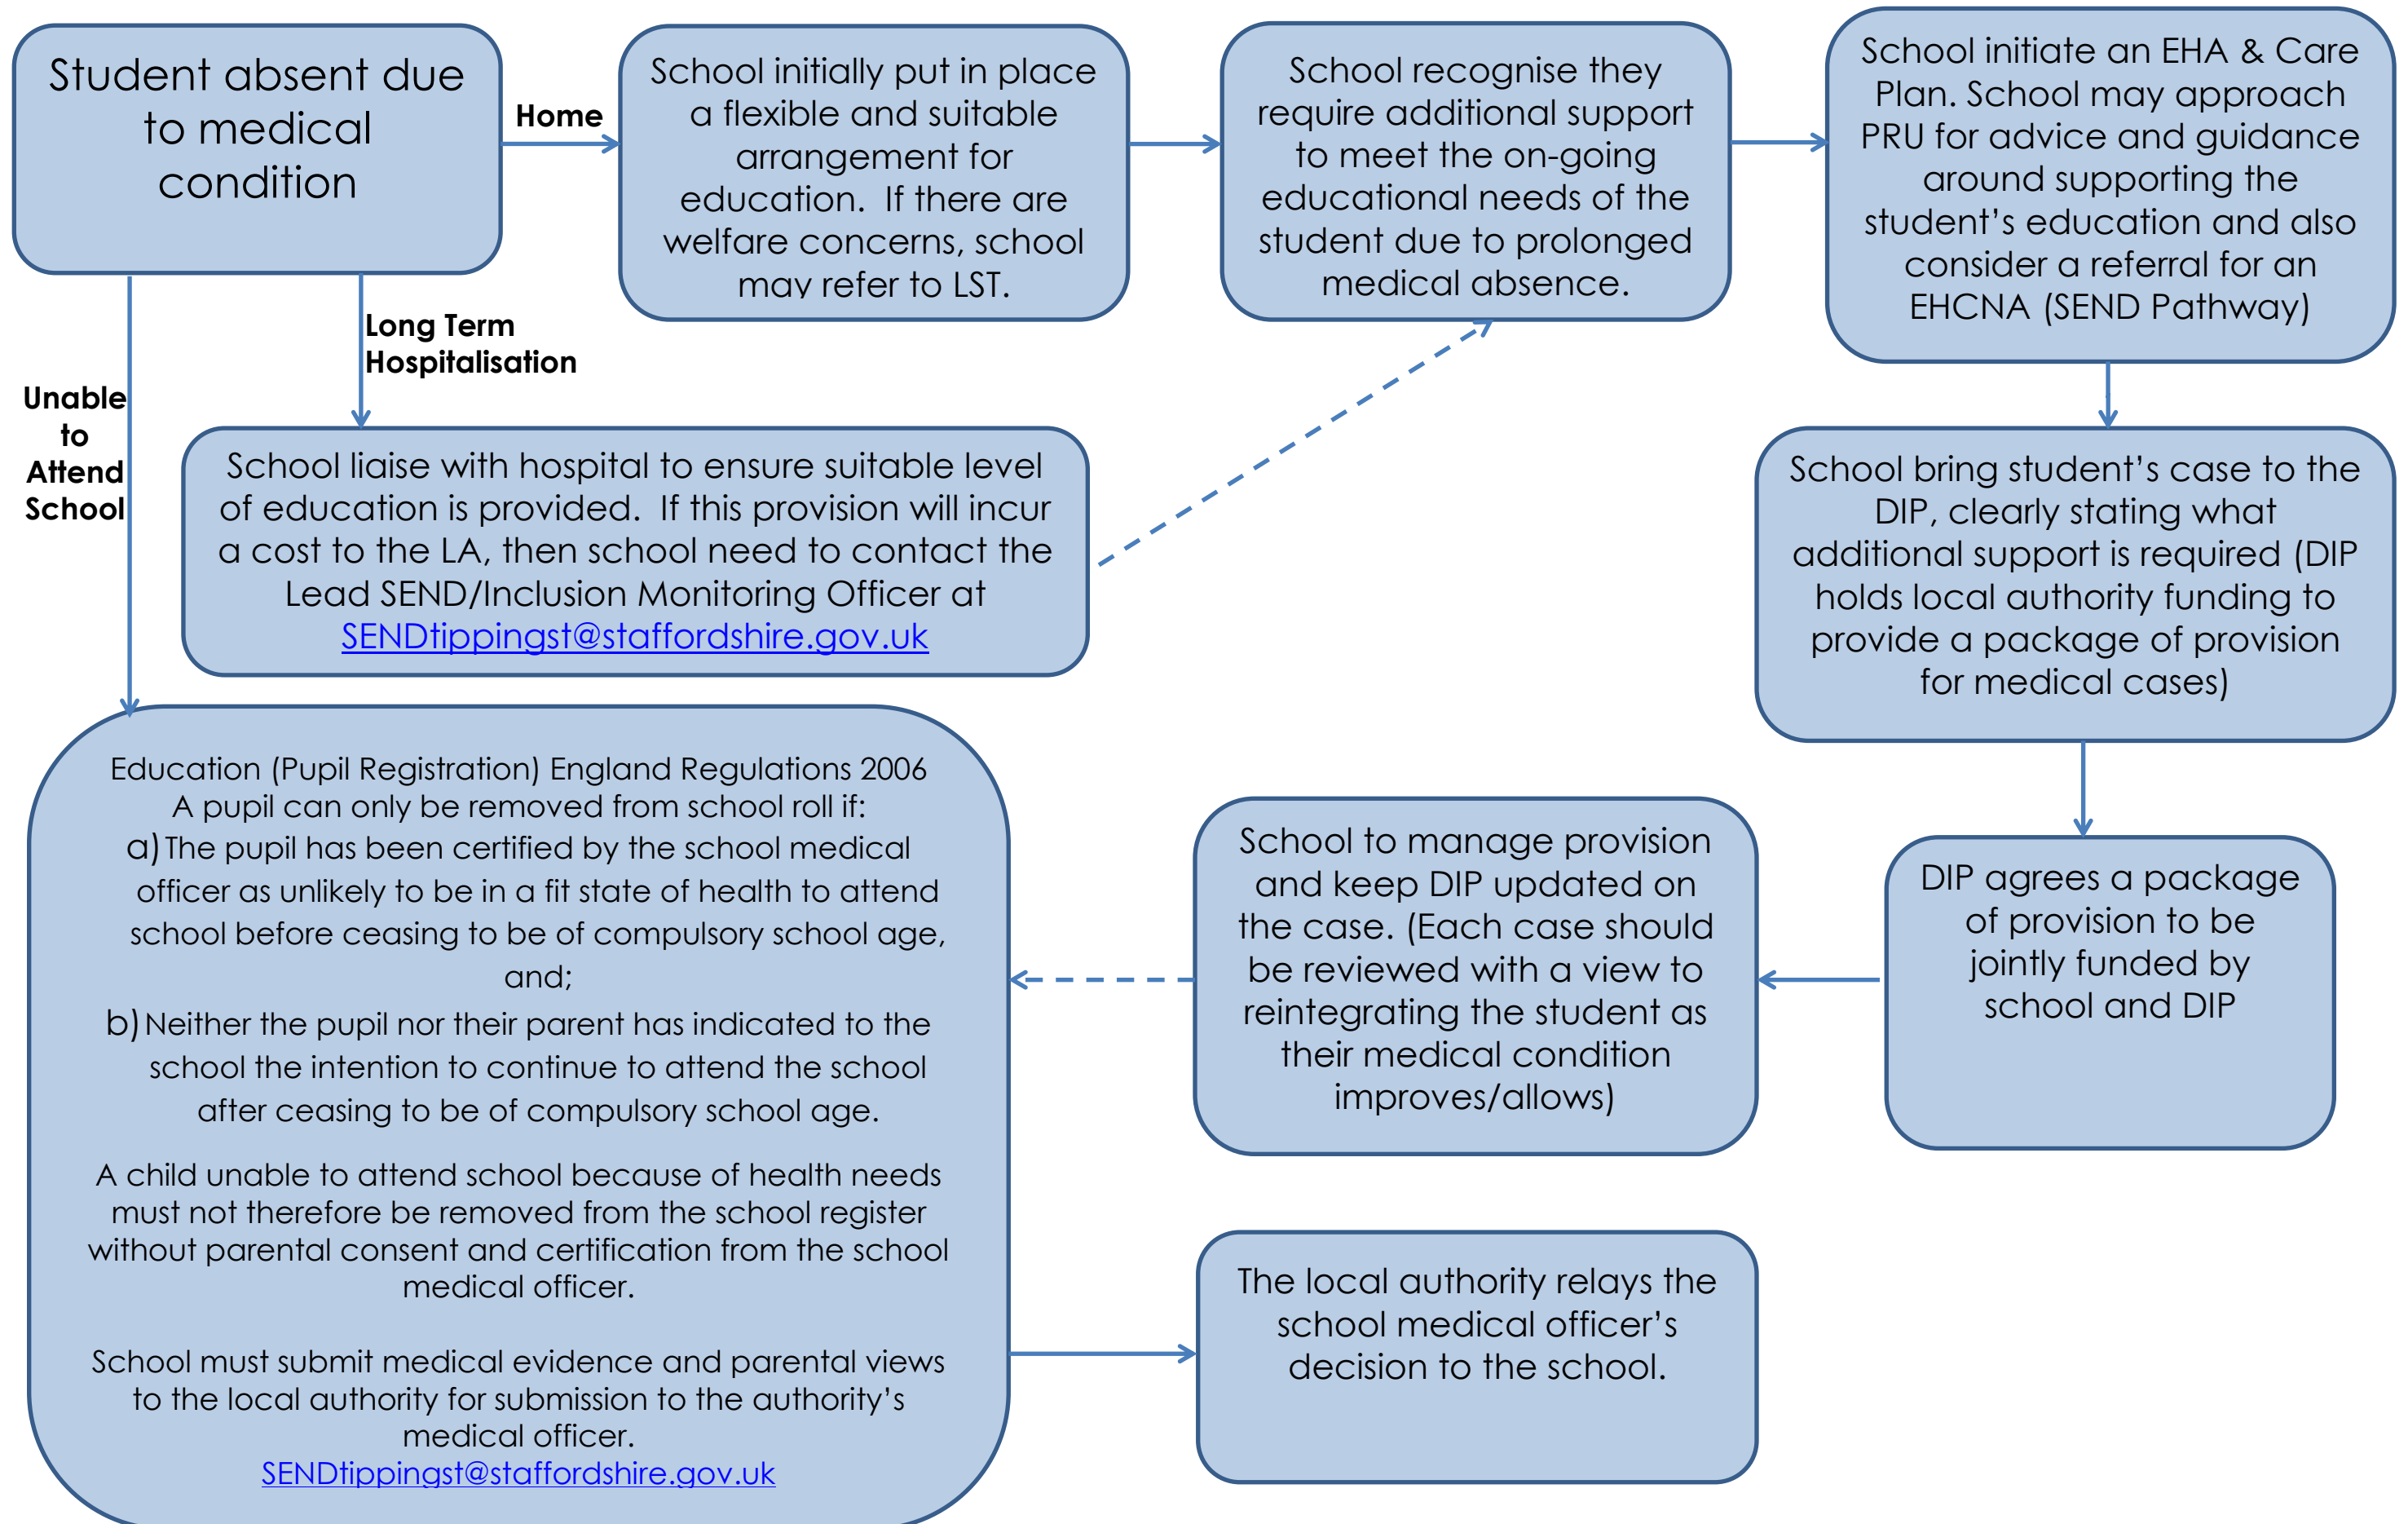 Student absent due
to medical
condition
Home
School initially put in place
a flexible and suitable
arrangement for
education.  If there are
welfare concerns, school
may refer to LST.
School recognise they
require additional support
to meet the on-going
educational needs of the
student due to prolonged
medical absence.
School initiate an EHA & Care
Plan. School may approach
PRU for advice and guidance
around supporting the
student’s education and also
consider a referral for an
EHCNA (SEND Pathway)
Long Term
Hospitalisation
Unable
to
Attend
School
School liaise with hospital to ensure suitable level
of education is provided.  If this provision will incur
a cost to the LA, then school need to contact the
Lead SEND/Inclusion Monitoring Officer at
SENDtippingst@staffordshire.gov.uk
School bring student’s case to the
DIP, clearly stating what
additional support is required (DIP
holds local authority funding to
provide a package of provision
for medical cases)
Education (Pupil Registration) England Regulations 2006
A pupil can only be removed from school roll if:
a) The pupil has been certified by the school medical
officer as unlikely to be in a fit state of health to attend
school before ceasing to be of compulsory school age,
and;
b) Neither the pupil nor their parent has indicated to the
school the intention to continue to attend the school
after ceasing to be of compulsory school age.
A child unable to attend school because of health needs
must not therefore be removed from the school register
without parental consent and certification from the school
medical officer.
School must submit medical evidence and parental views
to the local authority for submission to the authority’s
medical officer.
SENDtippingst@staffordshire.gov.uk
School to manage provision
and keep DIP updated on
the case. (Each case should
be reviewed with a view to
reintegrating the student as
their medical condition
improves/allows)
DIP agrees a package
of provision to be
jointly funded by
school and DIP
The local authority relays the
school medical officer’s
decision to the school.